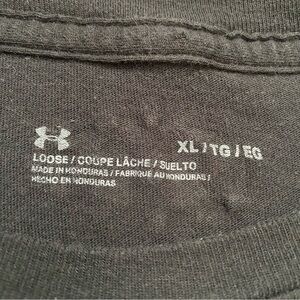 XL / TG / EG
LOOSE / COUPE LÂCHE / SUELTO
MADE IN HONDURAS / FABRIQUÉ AU HONDURAS /
HECHO EN HONDURAS